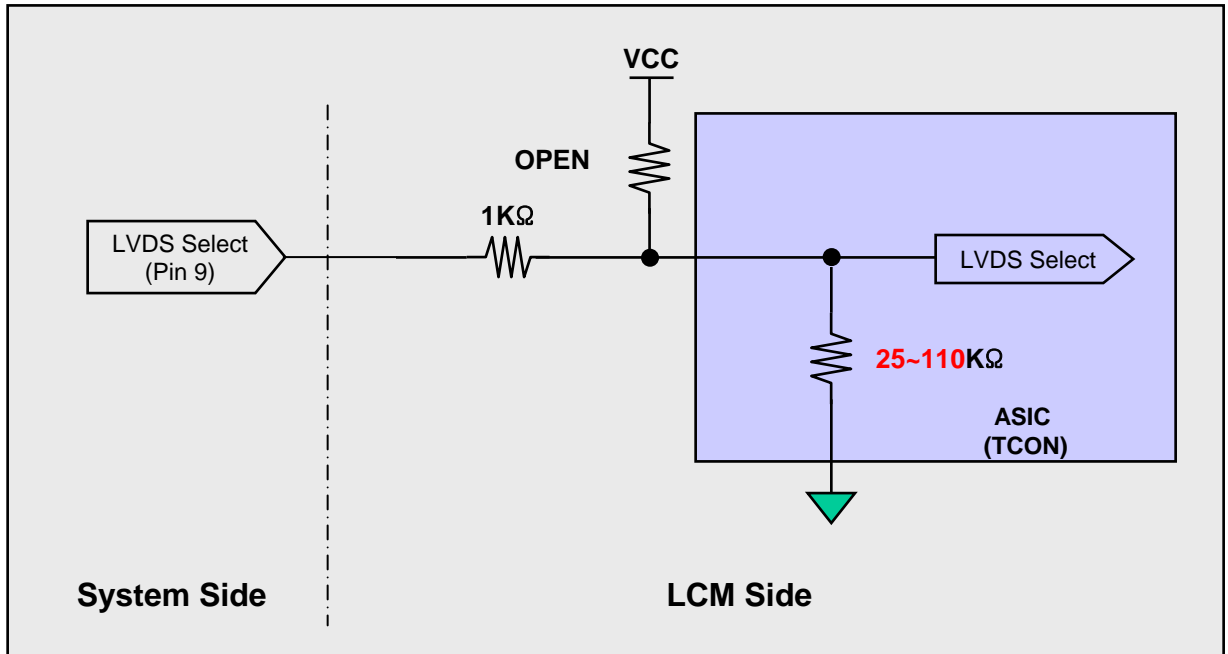 VCC
OPEN
1KΩ
LVDS Select
(Pin 9)
LVDS Select
25~110KΩ
ASIC
(TCON)
System Side
LCM Side